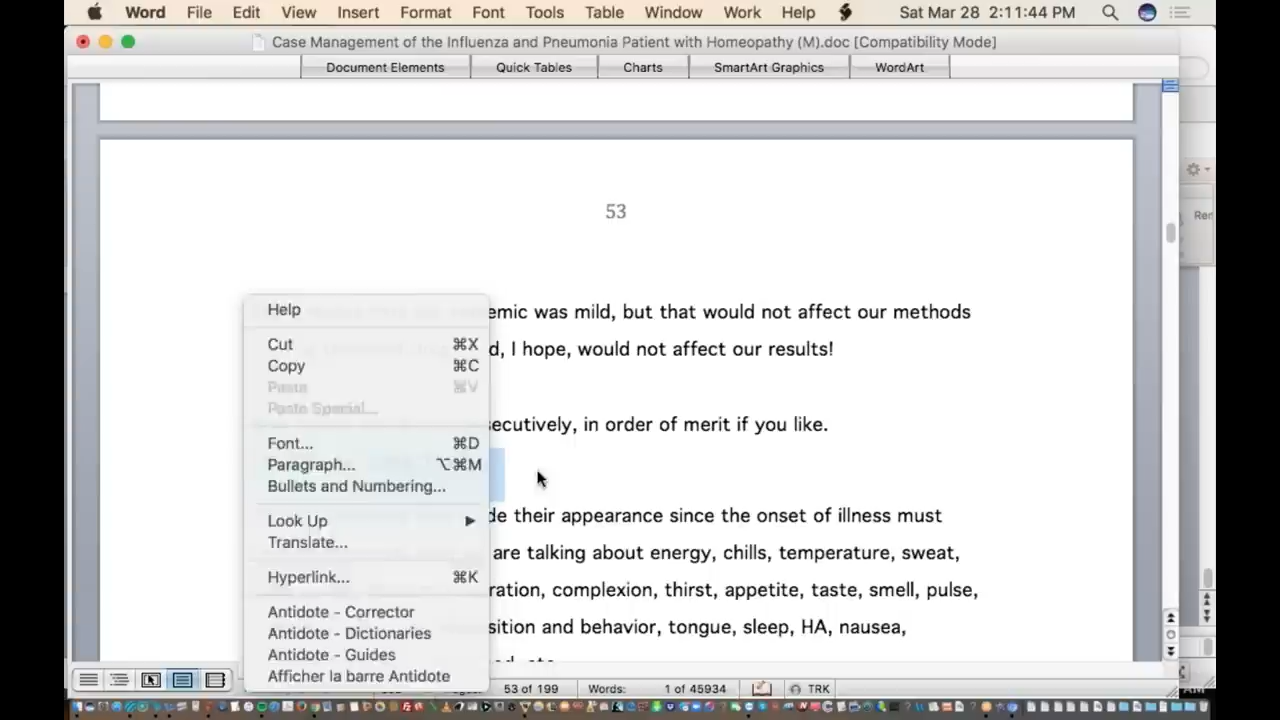 Word File Edit View Insert Format Font Tools Table Window Work Help Sat Mar 28 2:11:44 PM
Case Management of the Influenza and Pneumonia Patient with Homeopathy (M).doc [Compatibility Mode]
Document Elements Quick Tables Charts SmartArt Graphics WordArt
53
Help
emic was mild, but that would not affect our methods
Cut ⌘X
d, I hope, would not affect our results!
Copy ⌘C
Paste ⌘V
Paste Special...
secutively, in order of merit if you like.
Font... ⌘D
Paragraph... ⌥⌘M
Bullets and Numbering...
de their appearance since the onset of illness must
Look Up
Translate...
are talking about energy, chills, temperature, sweat,
Hyperlink... ⌘K
ration, complexion, thirst, appetite, taste, smell, pulse,
Antidote - Corrector
sition and behavior, tongue, sleep, HA, nausea,
Antidote - Dictionaries
Antidote - Guides
Afficher la barre Antidote
53 of 199 Words: 1 of 45934 TRK